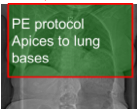 PE protocol
Apices to lung
bases